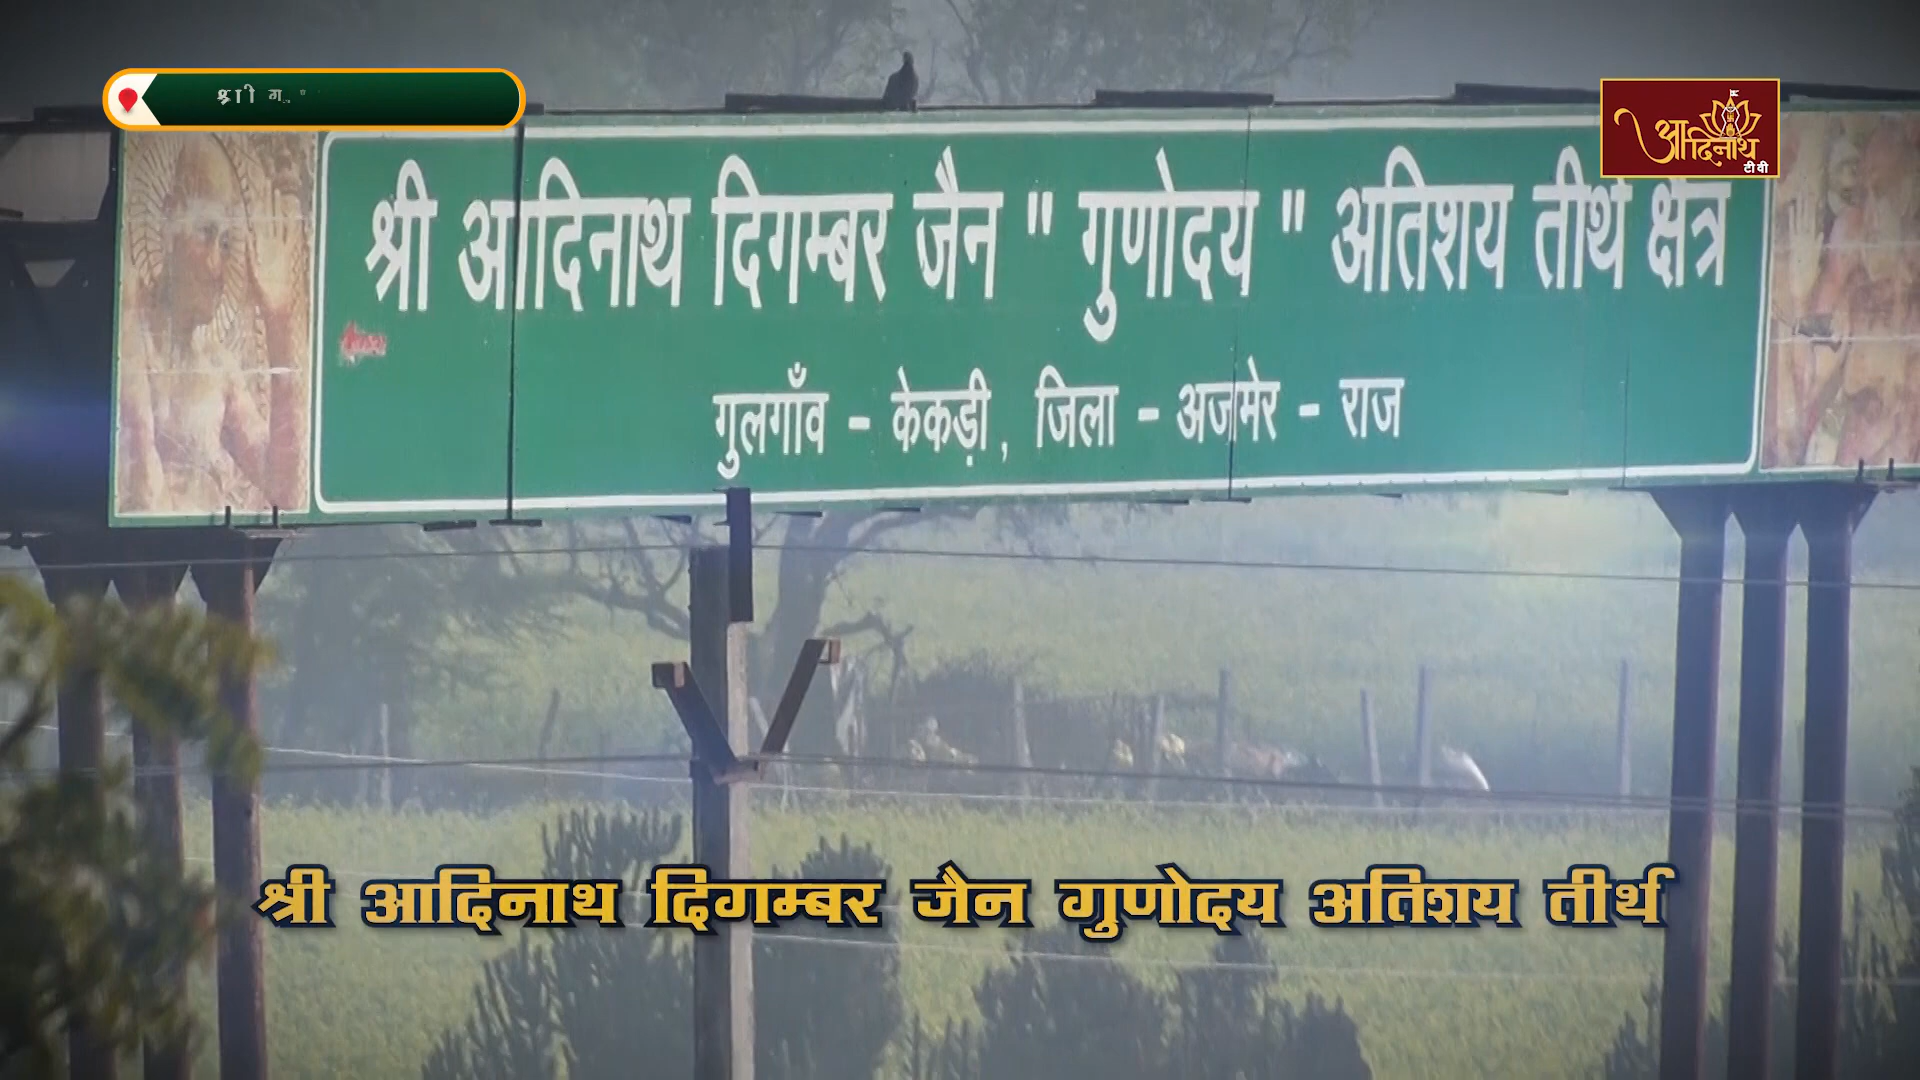 आदिनाथ
टीवी
श्री आदिनाथ दिगम्बर जैन " गुणोदय " अतिशय तीर्थ क्षेत्र
गुलगाँव - केकड़ी, जिला - अजमेर - राज
श्री आदिनाथ दिगम्बर जैन गुणोदय अतिशय तीर्थ